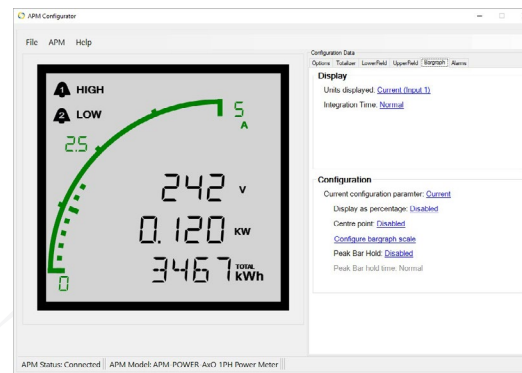 APM Configurator
File APM Help
1 HIGH
2 LOW
2.5
5
A
242 V
0.120 KW
3467 TOTAL kWh
0
Configuration Data
Options Totalizer LowerField UpperField Bargraph Alarms
Display
Units displayed: Current (Input 1)
Integration Time: Normal
Configuration
Current configuration paramter: Current
Display as percentage: Disabled
Centre point: Disabled
Configure bargraph scale
Peak Bar Hold: Disabled
Peak Bar hold time: Normal
APM Status: Connected APM Model: APM-POWER-AxO 1PH Power Meter